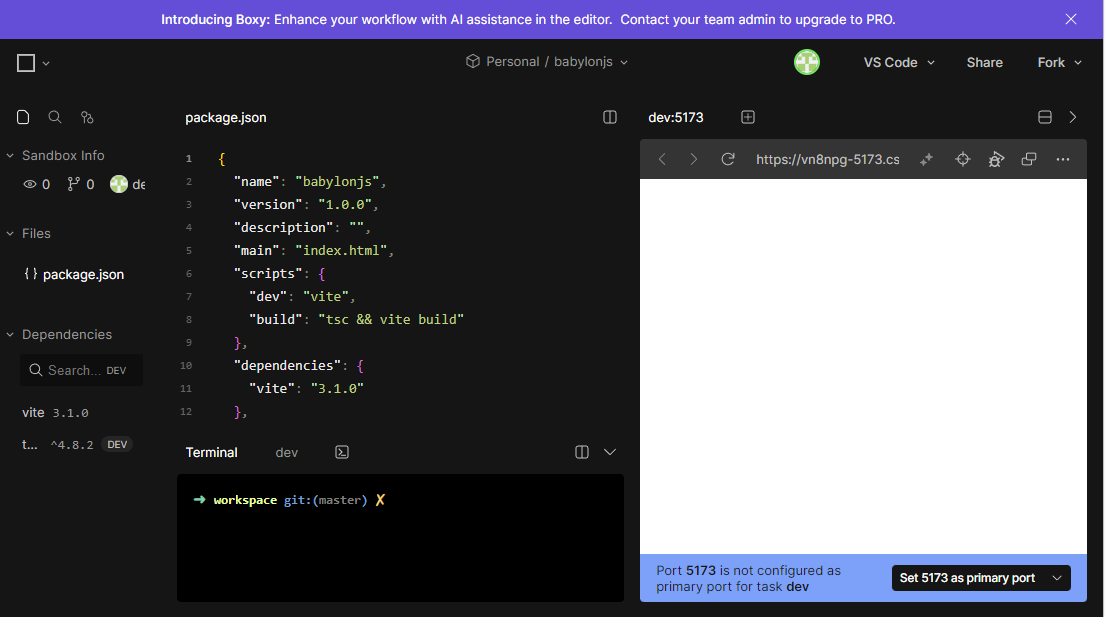 Introducing Boxy: Enhance your workflow with AI assistance in the editor. Contact your team admin to upgrade to PRO.
Personal / babylonjs
VS Code
Share
Fork
package.json
dev:5173
Sandbox Info
0
0
de
https://vn8npg-5173.cs
Files
package.json
Dependencies
Search...
DEV
vite 3.1.0
t... ^4.8.2 DEV
1 {
2 "name": "babylonjs",
3 "version": "1.0.0",
4 "description": "",
5 "main": "index.html",
6 "scripts": {
7 "dev": "vite",
8 "build": "tsc && vite build"
9 },
10 "dependencies": {
11 "vite": "3.1.0"
12 },
Terminal
dev
➜ workspace git:(master) ✗
Port 5173 is not configured as
primary port for task dev
Set 5173 as primary port